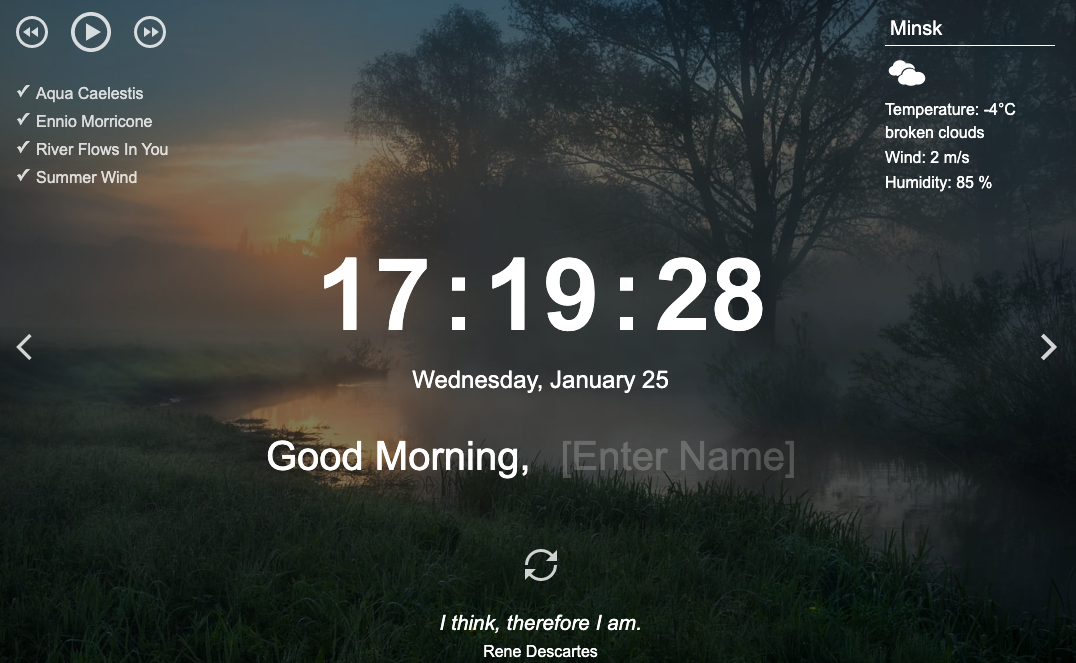 Minsk
Aqua Caelestis
Ennio Morricone
River Flows In You
Summer Wind
Temperature: -4°C
broken clouds
Wind: 2 m/s
Humidity: 85 %
17:19:28
Wednesday, January 25
Good Morning, [Enter Name]
I think, therefore I am.
Rene Descartes